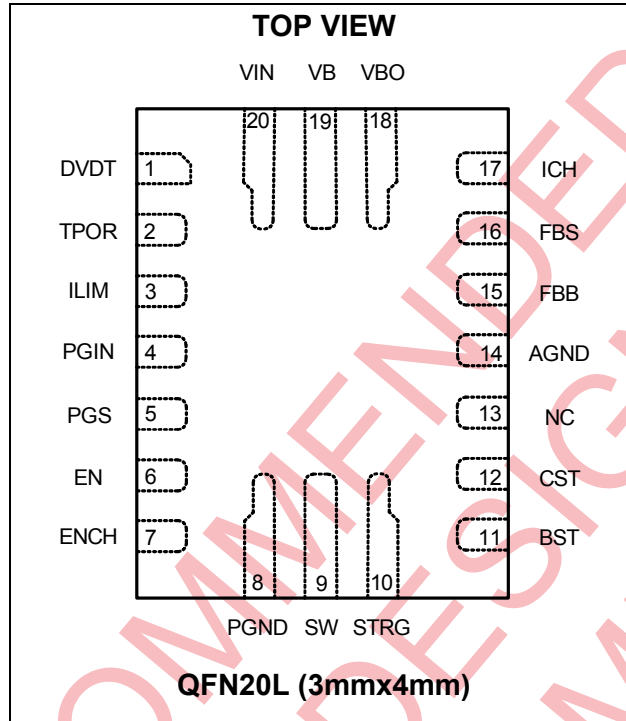 TOP VIEW
VIN VB VBO
20 19 18
DVDT 1 17 ICH
TPOR 2 16 FBS
ILIM 3 15 FBB
PGIN 4 14 AGND
PGS 5 13 NC
EN 6 12 CST
ENCH 7 11 BST
8 9 10
PGND SW STRG
QFN20L (3mmx4mm)